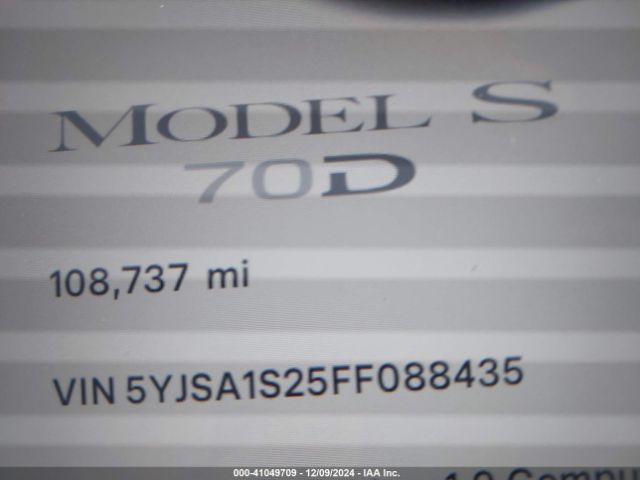 MODEL S
70D
108,737 mi
VIN 5YJSA1S25FF088435
000-41049709 - 12/09/2024 - IAA Inc.